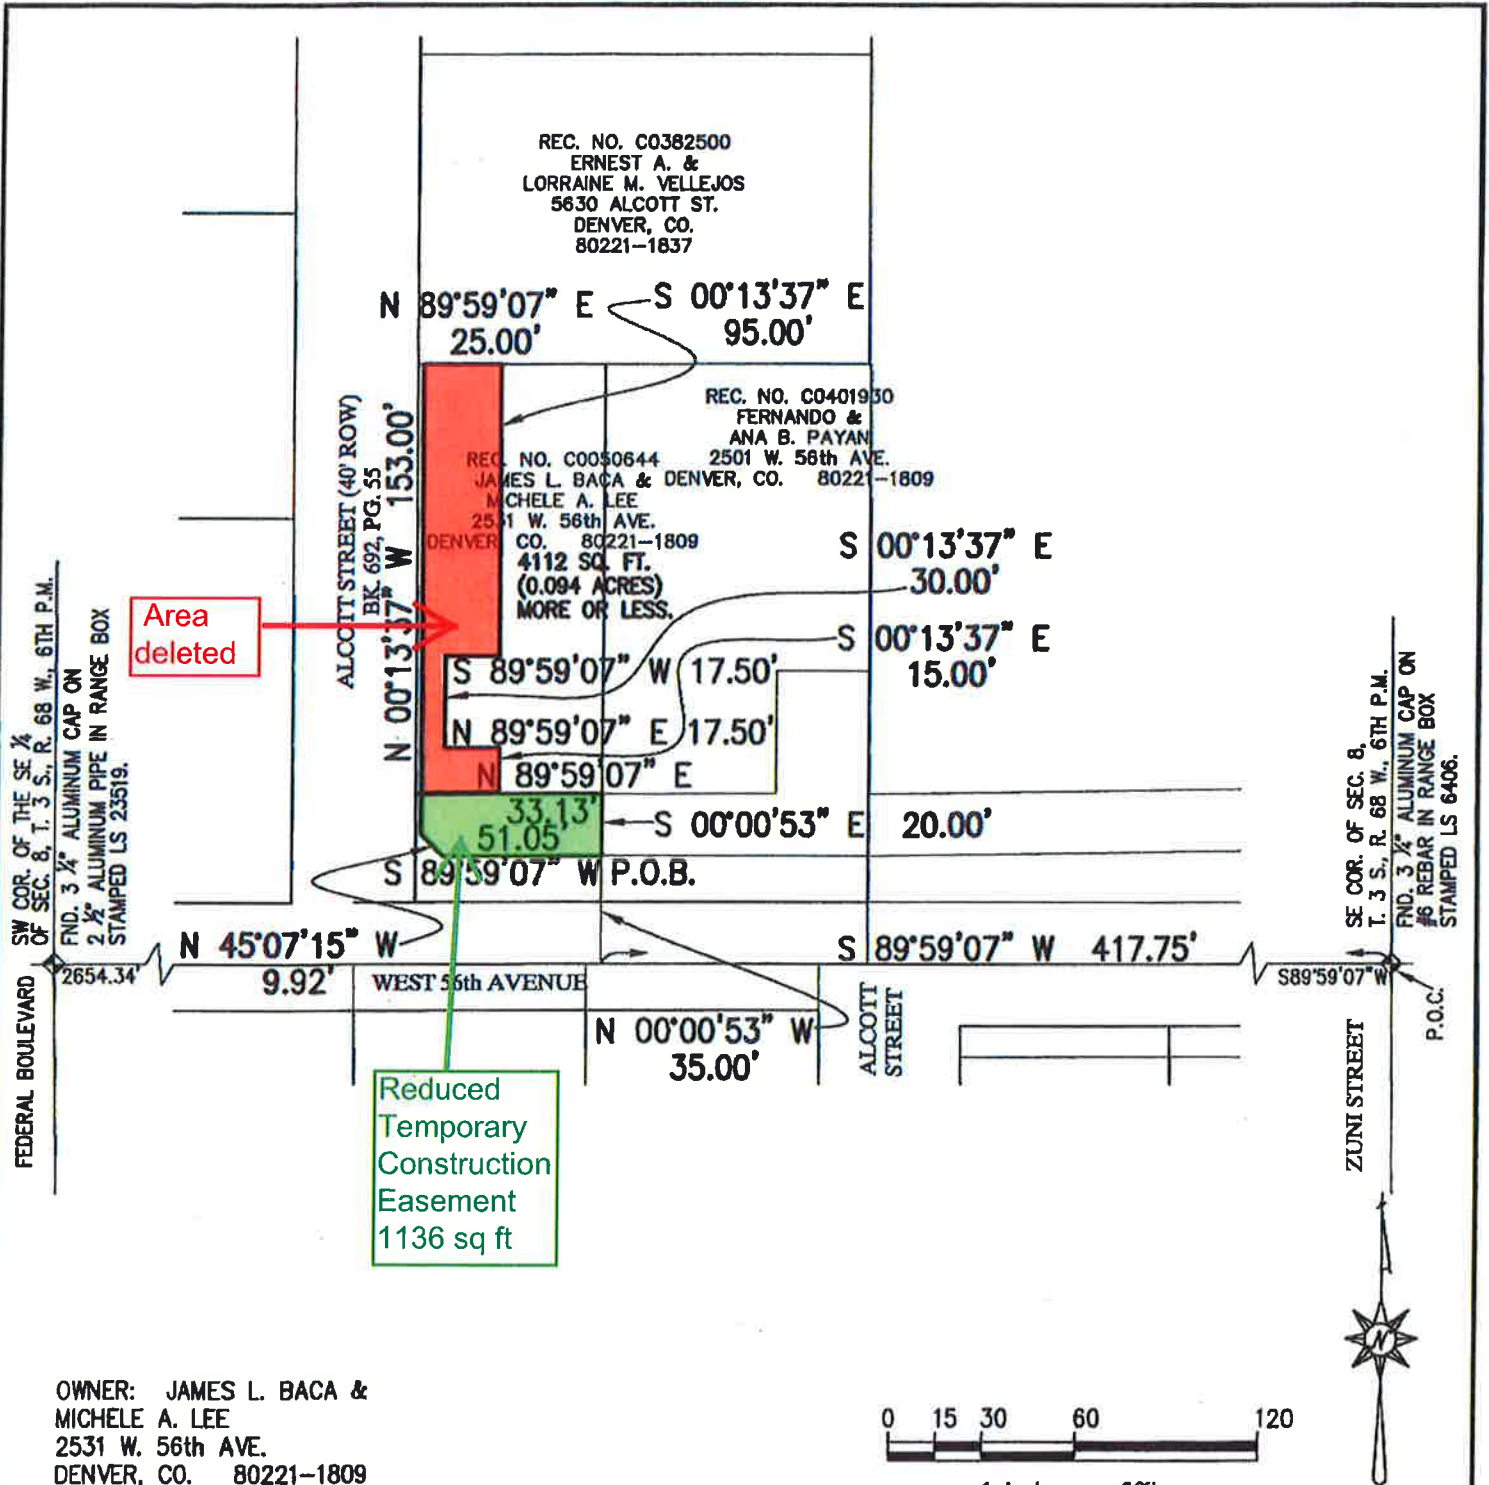 REC. NO. C0382500
ERNEST A. &
LORRAINE M. VELLEJOS
5630 ALCOTT ST.
DENVER, CO.
80221-1837
N 89°59'07" E
25.00'
S 00°13'37" E
95.00'
REC. NO. C0401930
FERNANDO &
ANA B. PAYAN
2501 W. 56th AVE.
DENVER, CO. 80221-1809
REC. NO. C0050644
JAMES L. BACA &
MICHELE A. LEE
2531 W. 56th AVE.
DENVER, CO. 80221-1809
4112 SQ. FT.
(0.094 ACRES)
MORE OR LESS.
ALCOTT STREET (40' ROW)
BK. 692, PG. 55
N 00°13'37" W 153.00'
Area
deleted
S 00°13'37" E
30.00'
S 00°13'37" E
15.00'
S 89°59'07" W 17.50'
N 89°59'07" E 17.50'
N 89°59'07" E
33.13'
51.05'
S 00°00'53" E 20.00'
S 89°59'07" W P.O.B.
N 45°07'15" W
9.92'
S 89°59'07" W 417.75'
WEST 56th AVENUE
N 00°00'53" W
35.00'
ALCOTT
STREET
SW COR. OF THE SE ¼
OF SEC. 8, T. 3 S., R. 68 W., 6TH P.M.
FND. 3 ¼" ALUMINUM CAP ON
2 ½" ALUMINUM PIPE IN RANGE BOX
STAMPED LS 23519.
2654.34'
FEDERAL BOULEVARD
SE COR. OF SEC. 8,
T. 3 S., R. 68 W., 6TH P.M.
FND. 3 ¼" ALUMINUM CAP ON
#6 REBAR IN RANGE BOX
STAMPED LS 6406.
S89°59'07"W
P.O.C.
ZUNI STREET
Reduced
Temporary
Construction
Easement
1136 sq ft
N
OWNER: JAMES L. BACA &
MICHELE A. LEE
2531 W. 56th AVE.
DENVER, CO. 80221-1809
0 15 30 60 120